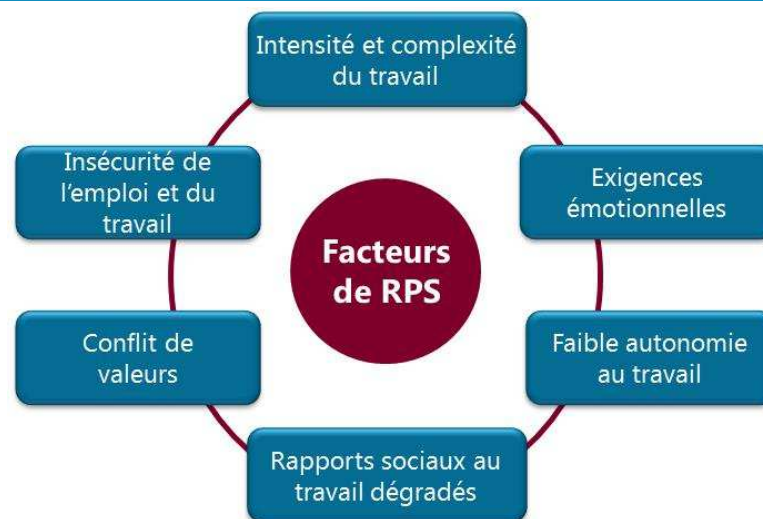 Intensité et complexité
du travail
Insécurité de
l'emploi et du
travail
Exigences
émotionnelles
Facteurs
de RPS
Conflit de
valeurs
Faible autonomie
au travail
Rapports sociaux au
travail dégradés